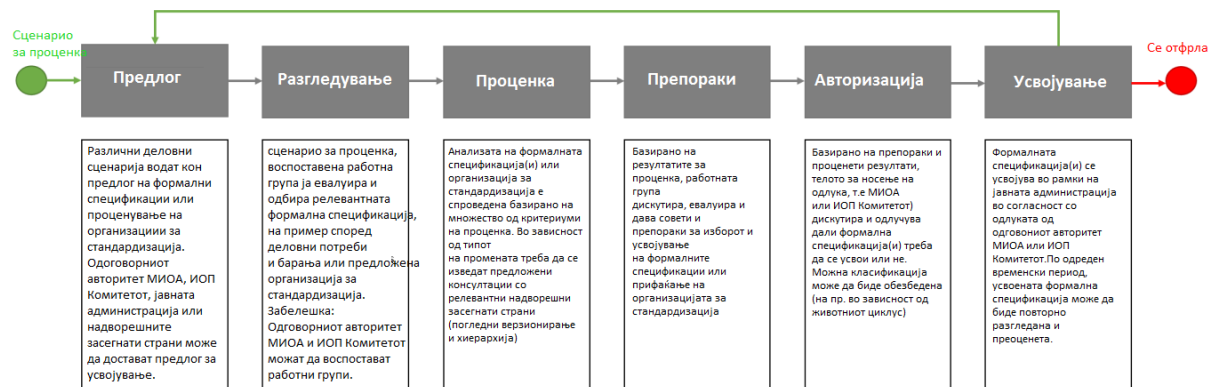 Сценарио
за проценка
Се отфрла
Предлог
Разгледување
Проценка
Препораки
Авторизација
Усвојување
Различни деловни
сценарија водат кон
предлог на формални
спецификации или
проценување на
организациии за
стандардизација.
Одоговорниот
авторитет МИОА, ИОП
Комитетот, јавната
администрација или
надворешните
засегнати страни може
да достават предлог за
усвојување.
сценарио за проценка,
воспоставена работна
група ја евалуира и
одбира релевантната
формална спецификација,
на пример според
деловни потреби
и барања или предложена
организација за
стандардизација.
Забелешка:
Одговорниот авторитет
МИОА и ИОП Комитетот
можат да воспостават
работни групи.
Анализата на формалната
спецификација(и) или
организација за
стандардизација е
спроведена базирано на
множество од критериуми
на проценка. Во зависност
од типот
на промената треба да се
изведат предложени
консултации со
релевантни надворешни
засегнати страни
(погледни верзионирање
и хиерархија)
Базирано на
резултатите за
проценка, работната
група
дискутира, евалуира и
дава совети и
препораки за изборот и
усвојување
на формалните
спецификации или
прифаќање на
организацијата за
стандардизација
Базирано на препораки и
проценети резултати,
телото за носење на
одлука, т.е МИОА
или ИОП Комитетот)
дискутира и одлучува
дали формална
спецификација(и) треба
да се усвои или не.
Можна класификација
може да биде обезбедена
(на пр. во зависност од
животниот циклус)
Формалната
спецификација(и) се
усвојува во рамки на
јавната администрација
во согласност со
одлуката од
одговониот авторитет
МИОА или ИОП
Комитетот.По одреден
временски период,
усвоената формална
спецификација може да
биде повторно
разгледана и
преоценета.